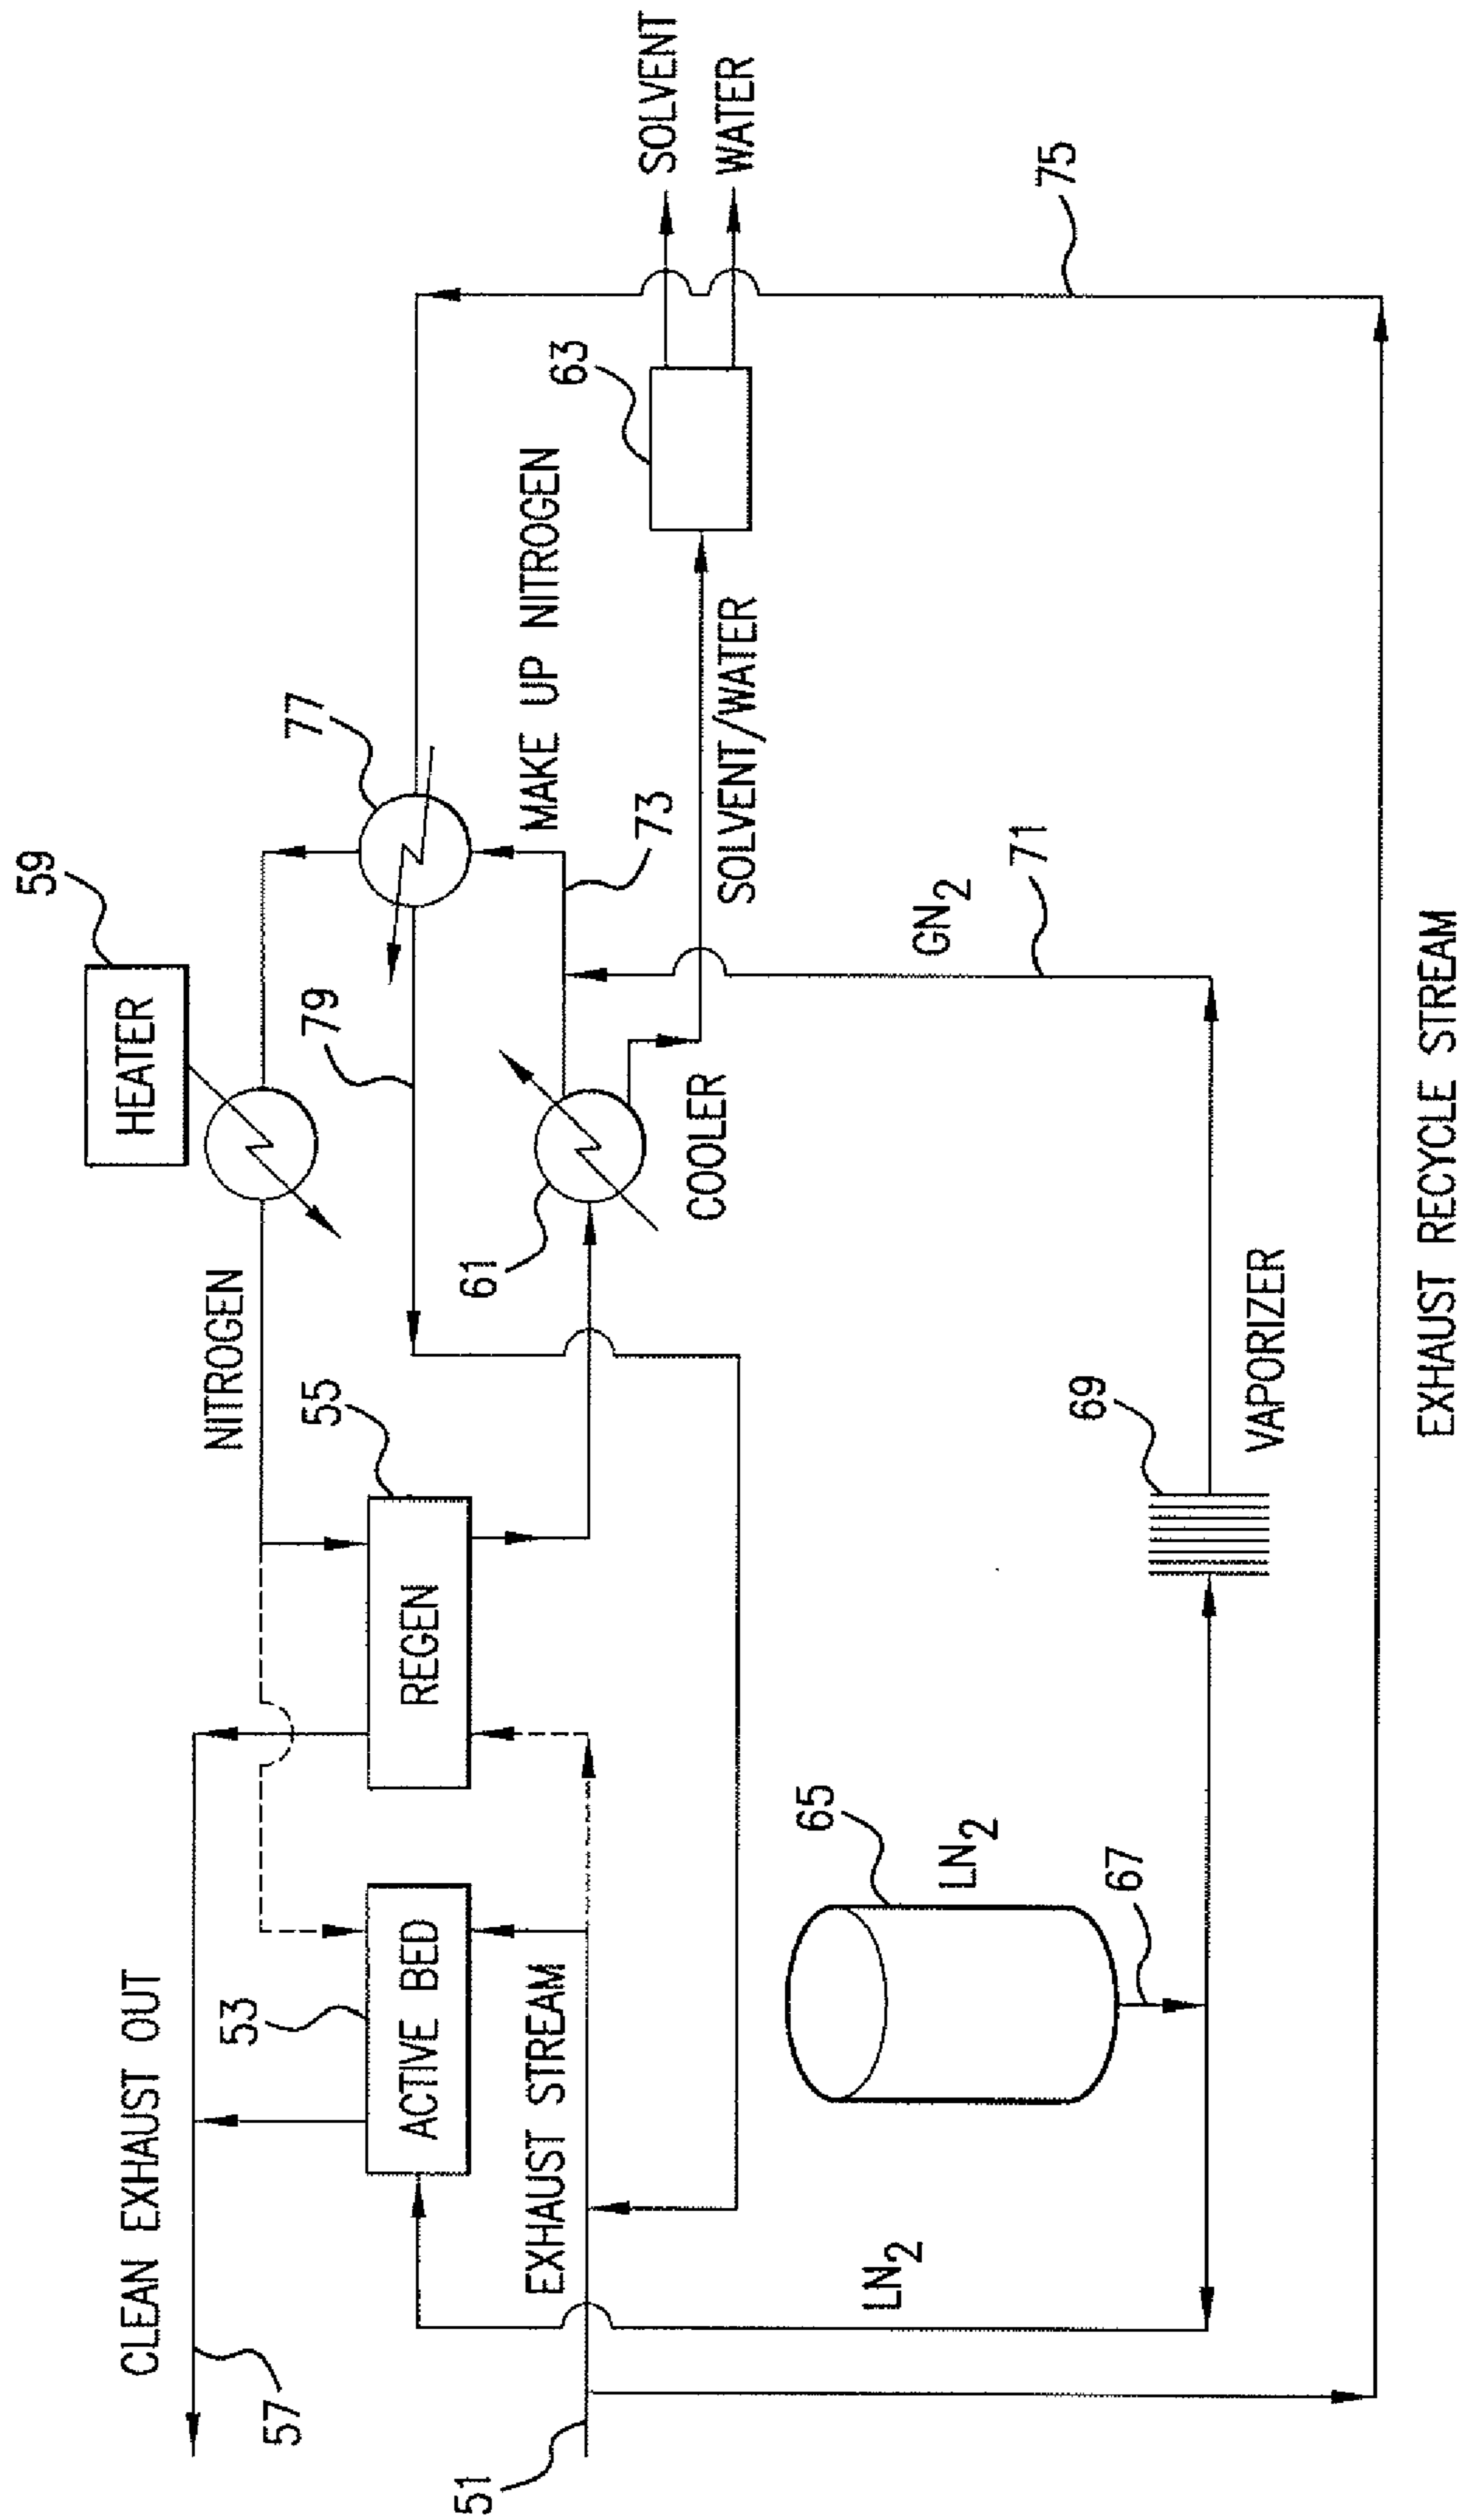 CLEAN EXHAUST OUT
57
53
ACTIVE BED
EXHAUST STREAM
51
LN2
NITROGEN
59
HEATER
55
REGEN
79
77
61
COOLER
MAKE UP NITROGEN
73
SOLVENT/WATER
63
SOLVENT
WATER
65
LN2
67
69
VAPORIZER
GN2
71
75
EXHAUST RECYCLE STREAM